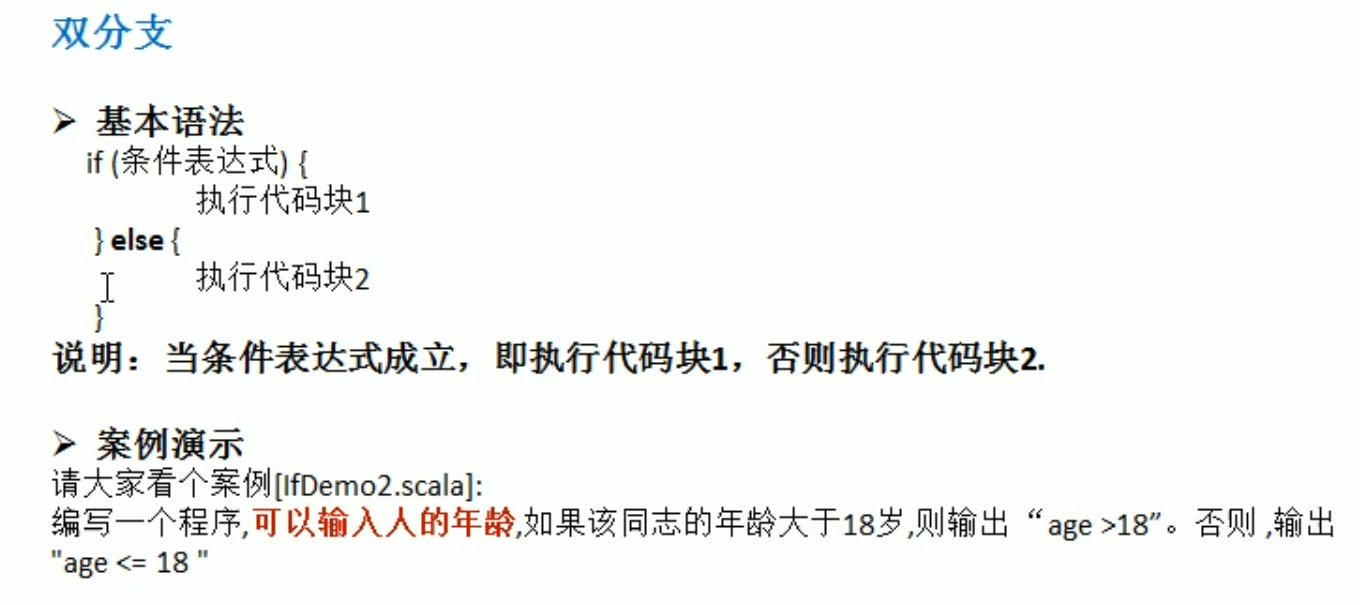 双分支
➢ 基本语法
if (条件表达式) {
执行代码块1
} else {
执行代码块2
}
说明：当条件表达式成立，即执行代码块1，否则执行代码块2.
➢ 案例演示
请大家看个案例[IfDemo2.scala]:
编写一个程序,可以输入人的年龄,如果该同志的年龄大于18岁,则输出 “age >18”。否则 ,输出
"age <= 18 "